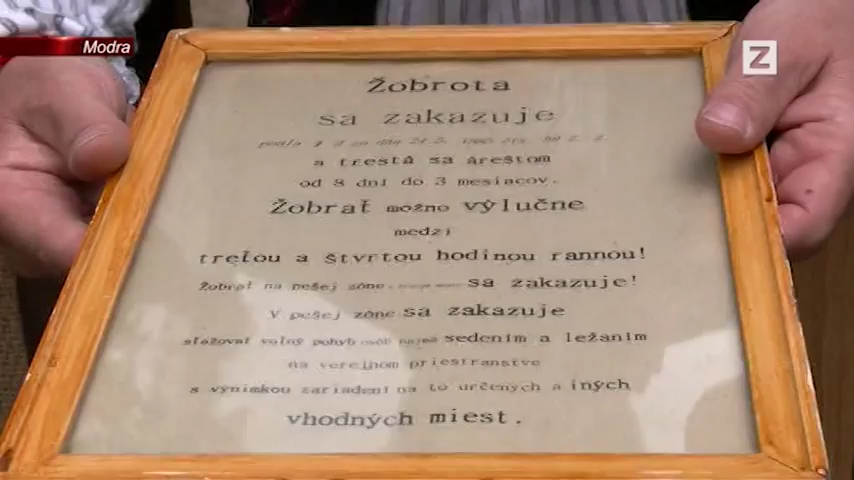 Modra
Z
Žobrota
sa zakazuje
a trestá sa áreštom
od 8 dní do 3 mesiacov.
Žobrať možno výlučne
medzi
treťou a štvrtou hodinou rannou!
Žobrať na pešej zóne sa zakazuje!
V pešej zóne sa zakazuje
sťažovať voľný pohyb osôb najmä sedením a ležaním
na verejnom priestranstve
s výnimkou zariadení na to určených a iných
vhodných miest.